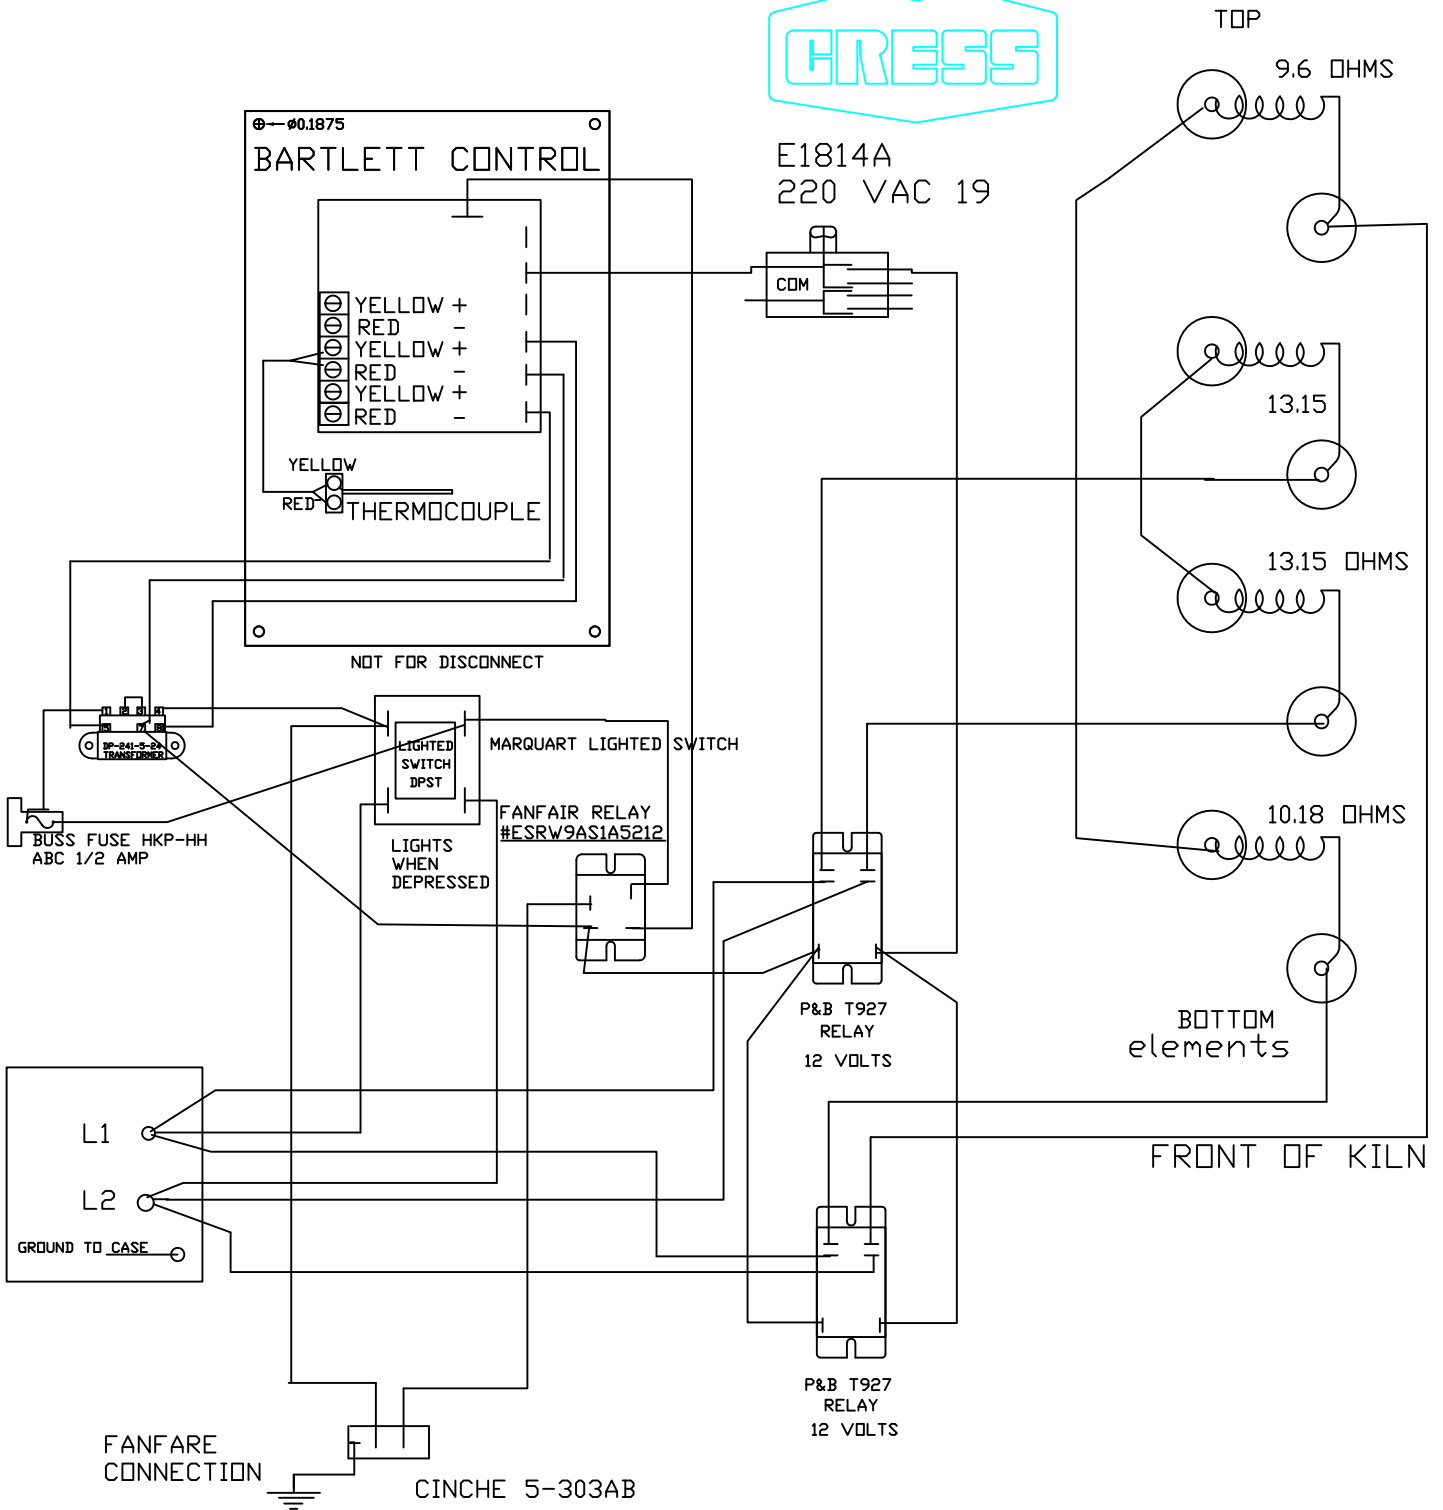 CRESS
TOP
9.6 OHMS
ø0.1875
BARTLETT CONTROL
E1814A
220 VAC 19
COM
YELLOW +
RED -
YELLOW +
RED -
YELLOW +
RED -
13.15
YELLOW
RED-
THERMOCOUPLE
13.15 OHMS
NOT FOR DISCONNECT
1 2 3 4
5 7 8
DP-241-5-24
TRANSFORMER
LIGHTED
SWITCH
DPST
MARQUART LIGHTED SWITCH
FANFAIR RELAY
#ESRW9AS1A5212
10.18 OHMS
BUSS FUSE HKP-HH
ABC 1/2 AMP
LIGHTS
WHEN
DEPRESSED
P&B T927
RELAY
12 VOLTS
BOTTOM
elements
L1
L2
GROUND TO CASE
FRONT OF KILN
P&B T927
RELAY
12 VOLTS
FANFARE
CONNECTION
CINCHE 5-303AB